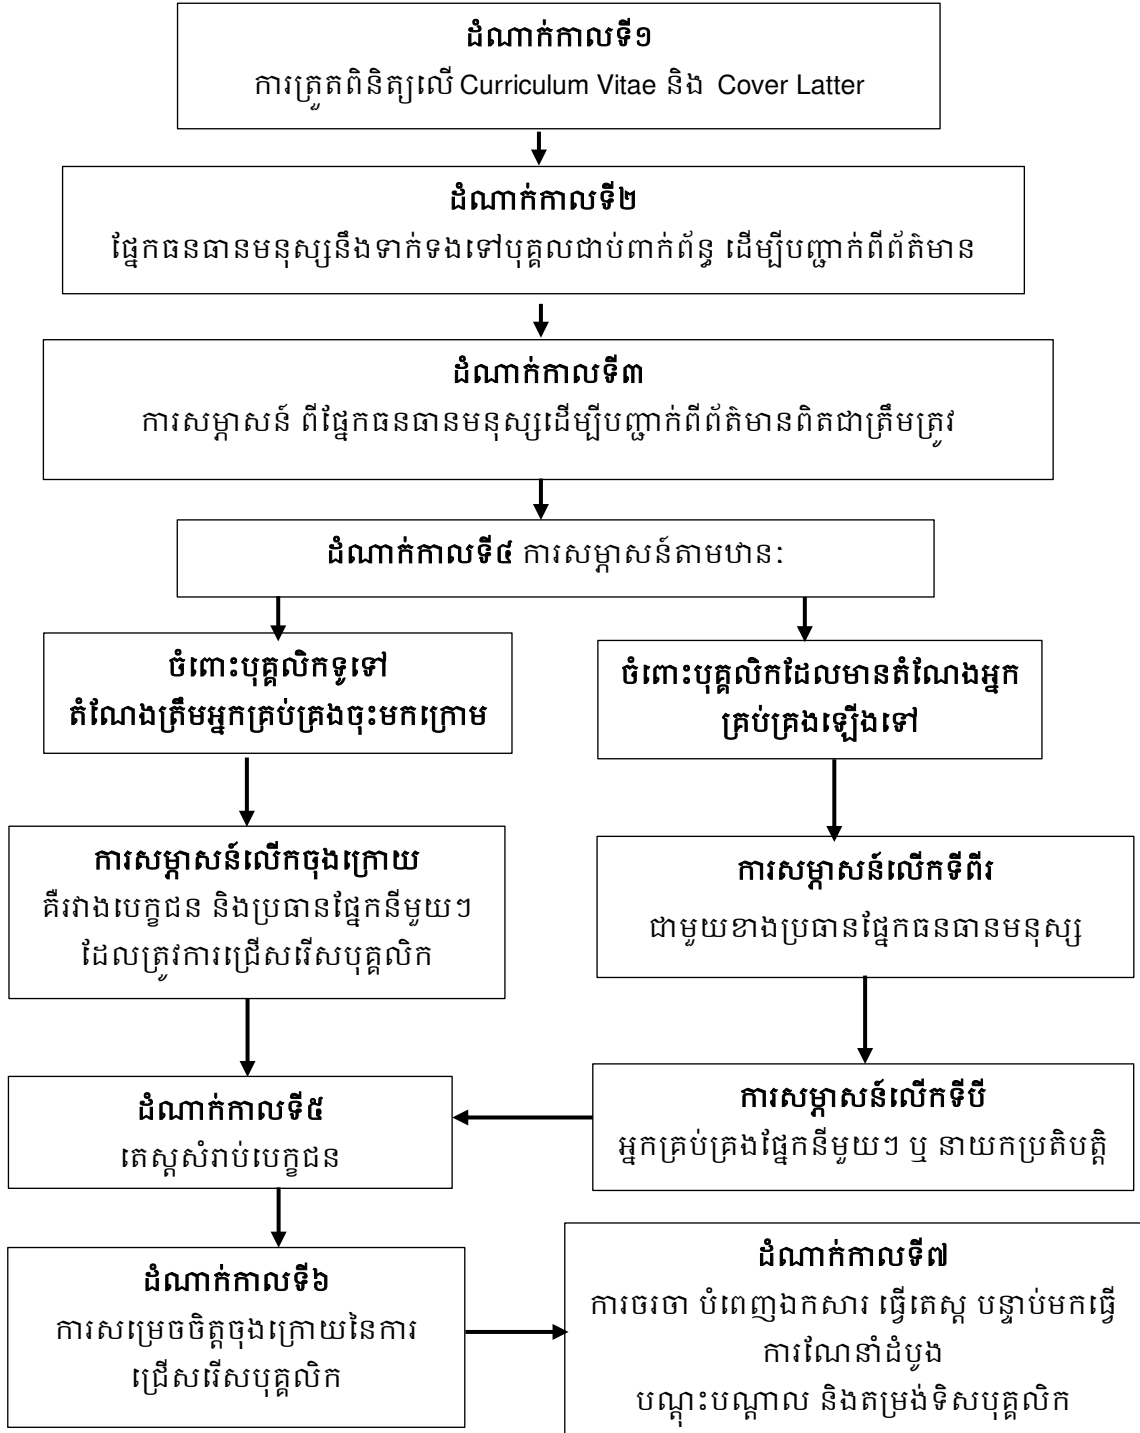 ដំណាក់កាលទី១
ការត្រួតពិនិត្យលើ Curriculum Vitae និង Cover Latter
ដំណាក់កាលទី២
ផ្នែកធនធានមនុស្សនឹងទាក់ទងទៅបុគ្គលជាប់ពាក់ព័ន្ធ ដើម្បីបញ្ជាក់ពីព័ត៌មាន
ដំណាក់កាលទី៣
ការសម្ភាសន៍ ពីផ្នែកធនធានមនុស្សដើម្បីបញ្ជាក់ពីព័ត៌មានពិតជាត្រឹមត្រូវ
ដំណាក់កាលទី៤ ការសម្ភាសន៍តាមឋានៈ
ចំពោះបុគ្គលិកទូទៅ
តំណែងត្រឹមអ្នកគ្រប់គ្រងចុះមកក្រោម
ចំពោះបុគ្គលិកដែលមានតំណែងអ្នក
គ្រប់គ្រងឡើងទៅ
ការសម្ភាសន៍លើកចុងក្រោយ
គឺរវាងបេក្ខជន និងប្រធានផ្នែកនីមួយៗ
ដែលត្រូវការជ្រើសរើសបុគ្គលិក
ការសម្ភាសន៍លើកទីពីរ
ជាមួយខាងប្រធានផ្នែកធនធានមនុស្ស
ការសម្ភាសន៍លើកទីបី
អ្នកគ្រប់គ្រងផ្នែកនីមួយៗ ឬ នាយកប្រតិបត្តិ
ដំណាក់កាលទី៥
តេស្តសំរាប់បេក្ខជន
ដំណាក់កាលទី៦
ការសម្រេចចិត្តចុងក្រោយនៃការ
ជ្រើសរើសបុគ្គលិក
ដំណាក់កាលទី៧
ការចរចា បំពេញឯកសារ ធ្វើតេស្ត បន្ទាប់មកធ្វើ
ការណែនាំដំបូង
បណ្តុះបណ្តាល និងតម្រង់ទិសបុគ្គលិក